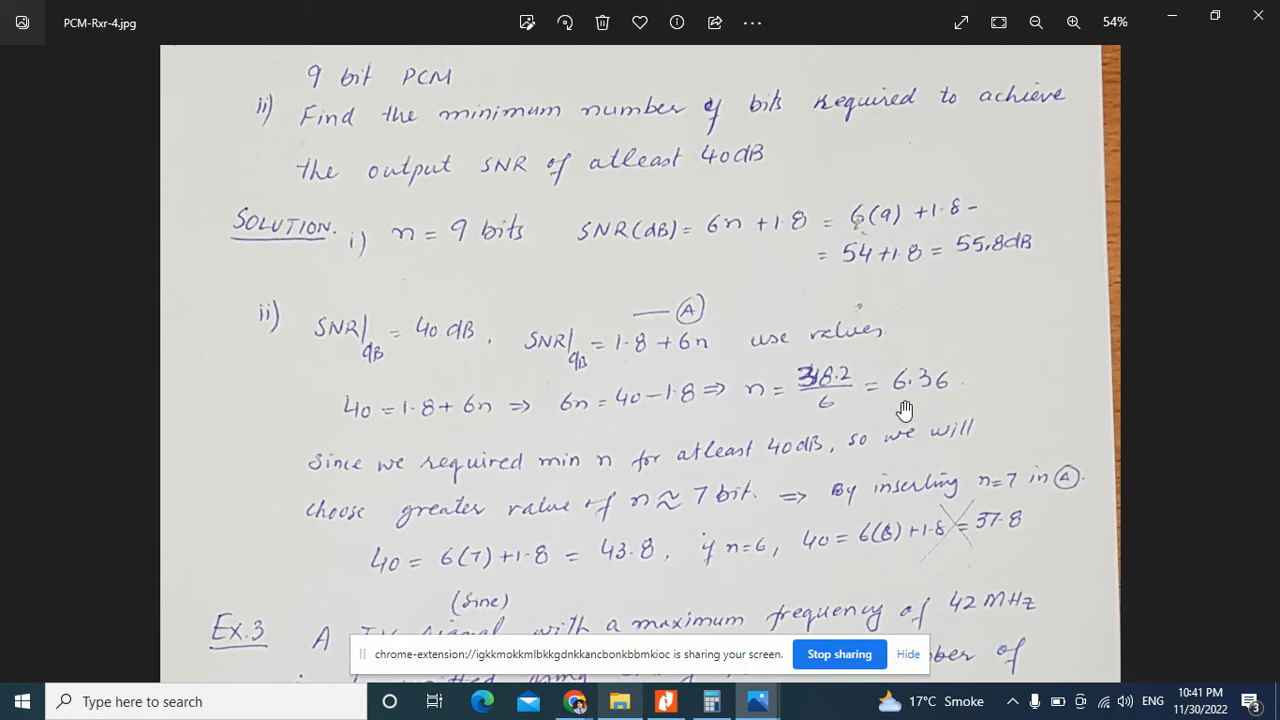 PCM-Rxr-4.jpg
54%
9 bit PCM
ii) Find the minimum number of bits required to achieve
the output SNR of atleast 40dB
SOLUTION. i) n = 9 bits SNR(dB) = 6n + 1.8 = 6(9) + 1.8 -
= 54 + 1.8 = 55.8dB
— A
ii) SNR|dB = 40 dB, SNR|dB = 1.8 + 6n use values,
40 = 1.8 + 6n ⇒ 6n = 40 - 1.8 ⇒ n = 38.2/6 = 6.36
Since we required min n for atleast 40dB, so we will
choose greater value of n ≈ 7 bit. ⇒ By inserting n=7 in A.
40 = 6(7) + 1.8 = 43.8, if n=6, 40 = 6(6) + 1.8 = 37.8
(Sine)
Ex.3 A TV signal with a maximum frequency of 42 MHz
chrome-extension://igkkmokkmlbkkgdnkkancbonkbbmkioc is sharing your screen.
Stop sharing
Hide
number of
Type here to search
17°C Smoke
ENG
10:41 PM
11/30/2022
3